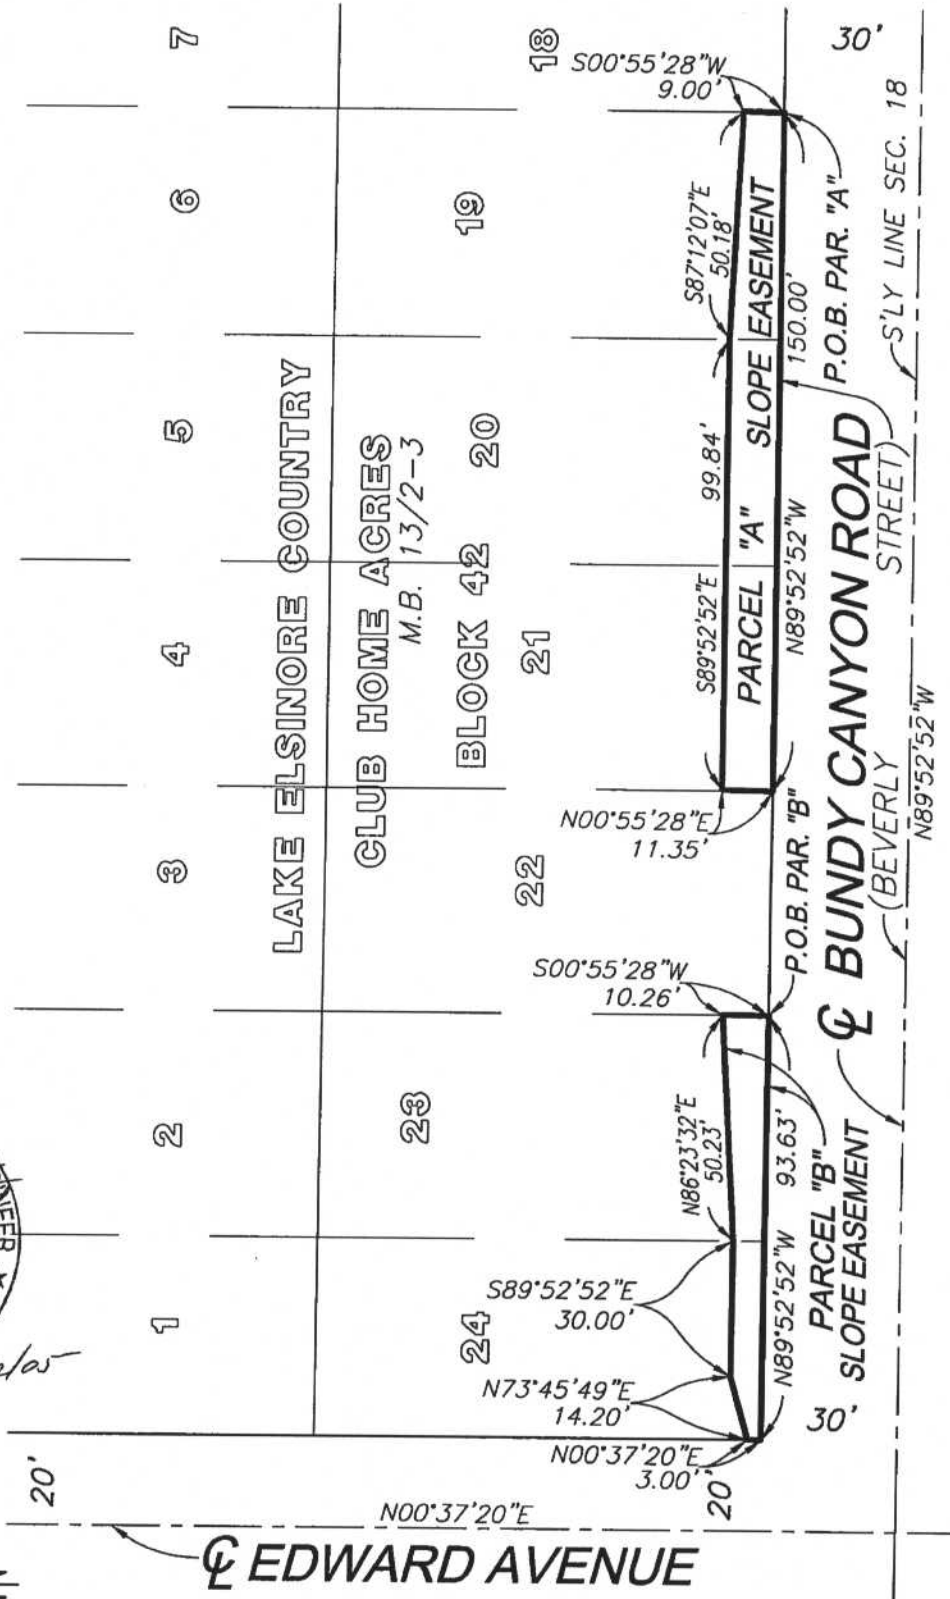 7
18
S00°55'28"W
9.00'
30'
6
19
S87°12'07"E
50.18'
SLOPE EASEMENT
150.00'
P.O.B. PAR. "A"
S'LY LINE SEC. 18
5
20
99.84'
LAKE ELSINORE COUNTRY
CLUB HOME ACRES
M.B. 13/2-3
BLOCK 42
4
21
S89°52'52"E
PARCEL "A"
N89°52'52"W
℄ BUNDY CANYON ROAD
(BEVERLY STREET)
N89°52'52"W
N00°55'28"E
11.35'
3
22
P.O.B. PAR. "B"
S00°55'28"W
10.26'
2
23
N86°23'32"E
50.23'
93.63'
PARCEL "B"
SLOPE EASEMENT
1
24
S89°52'52"E
30.00'
N89°52'52"W
N73°45'49"E
14.20'
30'
N00°37'20"E
3.00'
20'
20'
N00°37'20"E
℄ EDWARD AVENUE